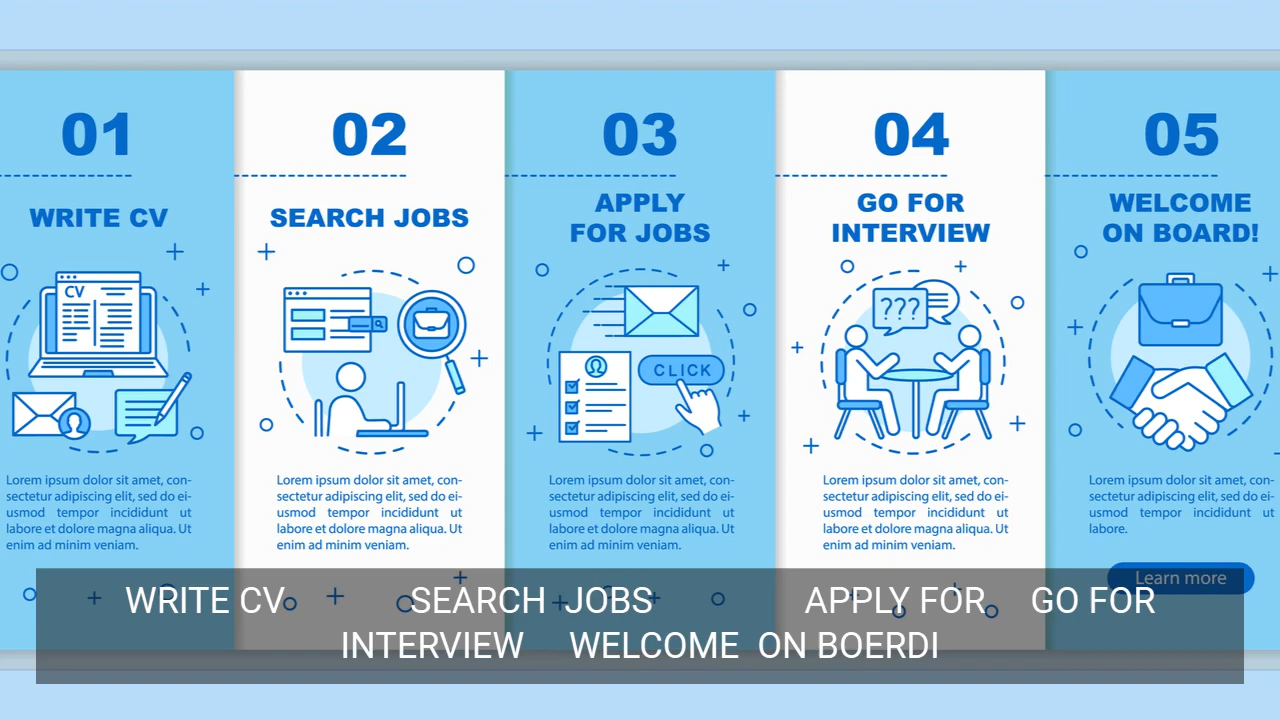 01
WRITE CV
CV
Lorem ipsum dolor sit amet, con-
sectetur adipiscing elit, sed do ei-
usmod tempor incididunt ut
labore et dolore magna aliqua. Ut
enim ad minim veniam.
02
SEARCH JOBS
Lorem ipsum dolor sit amet, con-
sectetur adipiscing elit, sed do ei-
usmod tempor incididunt ut
labore et dolore magna aliqua. Ut
enim ad minim veniam.
03
APPLY
FOR JOBS
CLICK
Lorem ipsum dolor sit amet, con-
sectetur adipiscing elit, sed do ei-
usmod tempor incididunt ut
labore et dolore magna aliqua. Ut
enim ad minim veniam.
04
GO FOR
INTERVIEW
???
Lorem ipsum dolor sit amet, con-
sectetur adipiscing elit, sed do ei-
usmod tempor incididunt ut
labore et dolore magna aliqua. Ut
enim ad minim veniam.
05
WELCOME
ON BOARD!
Lorem ipsum dolor sit amet, con-
sectetur adipiscing elit, sed do ei-
usmod tempor incididunt ut
labore.
Learn more
WRITE CV SEARCH JOBS APPLY FOR GO FOR
INTERVIEW WELCOME ON BOERDI